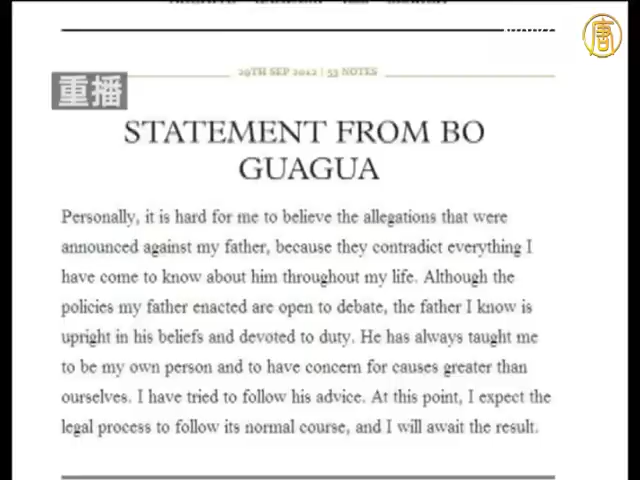 唐
29TH SEP 2012 | 53 NOTES
重播
STATEMENT FROM BO
GUAGUA
Personally, it is hard for me to believe the allegations that were
announced against my father, because they contradict everything I
have come to know about him throughout my life. Although the
policies my father enacted are open to debate, the father I know is
upright in his beliefs and devoted to duty. He has always taught me
to be my own person and to have concern for causes greater than
ourselves. I have tried to follow his advice. At this point, I expect the
legal process to follow its normal course, and I will await the result.